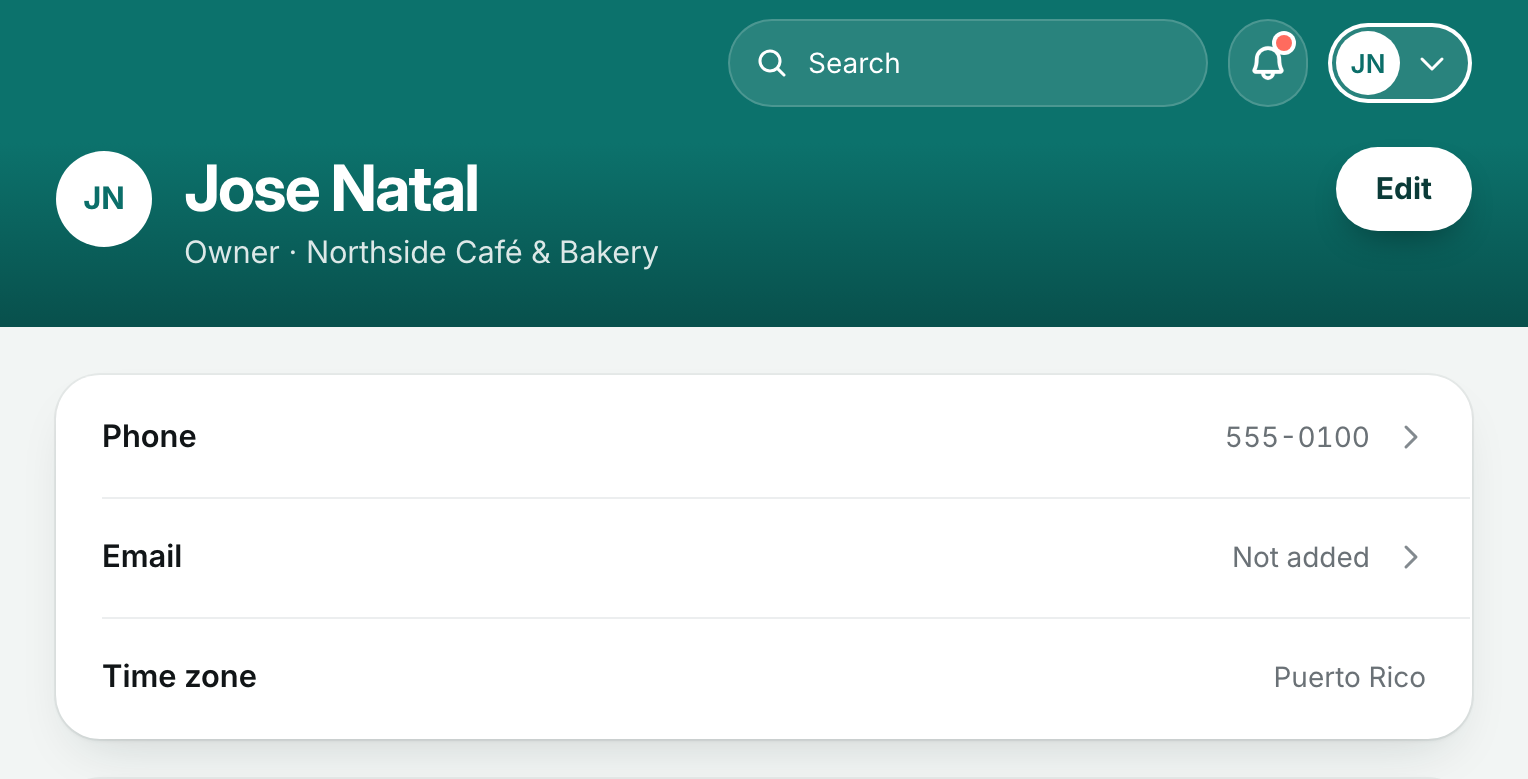 Search
JN
JN
Jose Natal
Owner · Northside Café & Bakery
Edit
Phone
555-0100
Email
Not added
Time zone
Puerto Rico